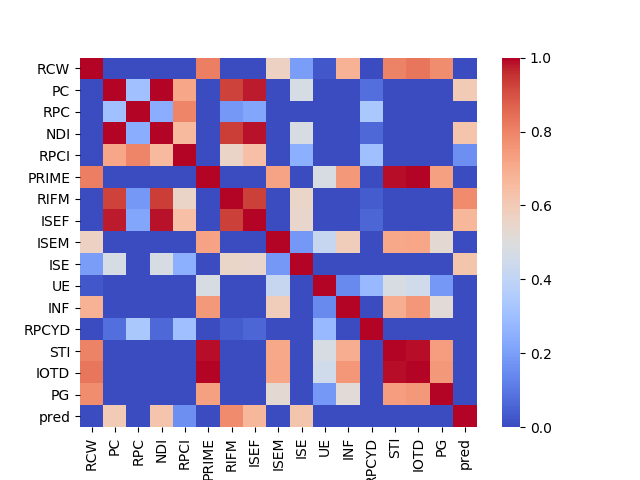 RCW
PC
RPC
NDI
RPCI
PRIME
RIFM
ISEF
ISEM
ISE
UE
INF
RPCYD
STI
IOTD
PG
pred
RCW
PC
RPC
NDI
RPCI
PRIME
RIFM
ISEF
ISEM
ISE
UE
INF
RPCYD
STI
IOTD
PG
pred
1.0
0.8
0.6
0.4
0.2
0.0